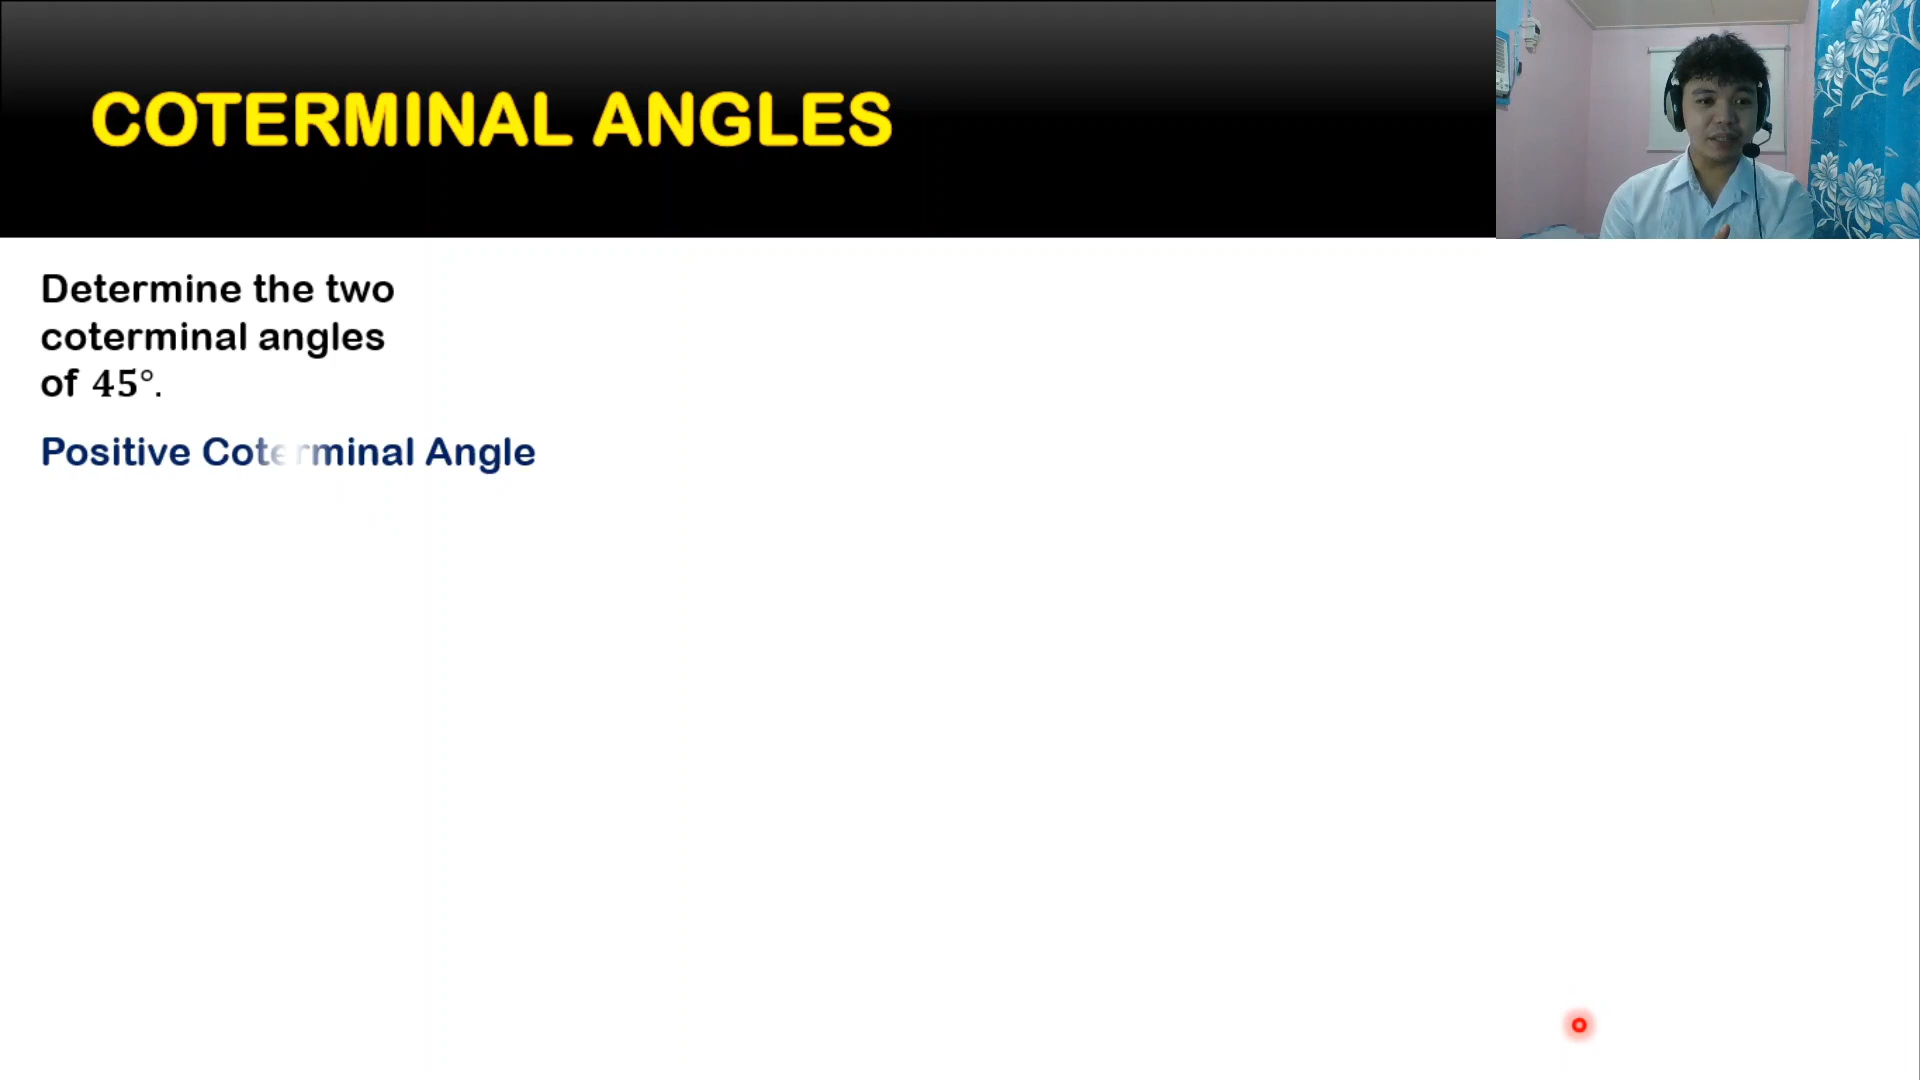 COTERMINAL ANGLES
Determine the two
coterminal angles
of 45°.
Positive Coterminal Angle